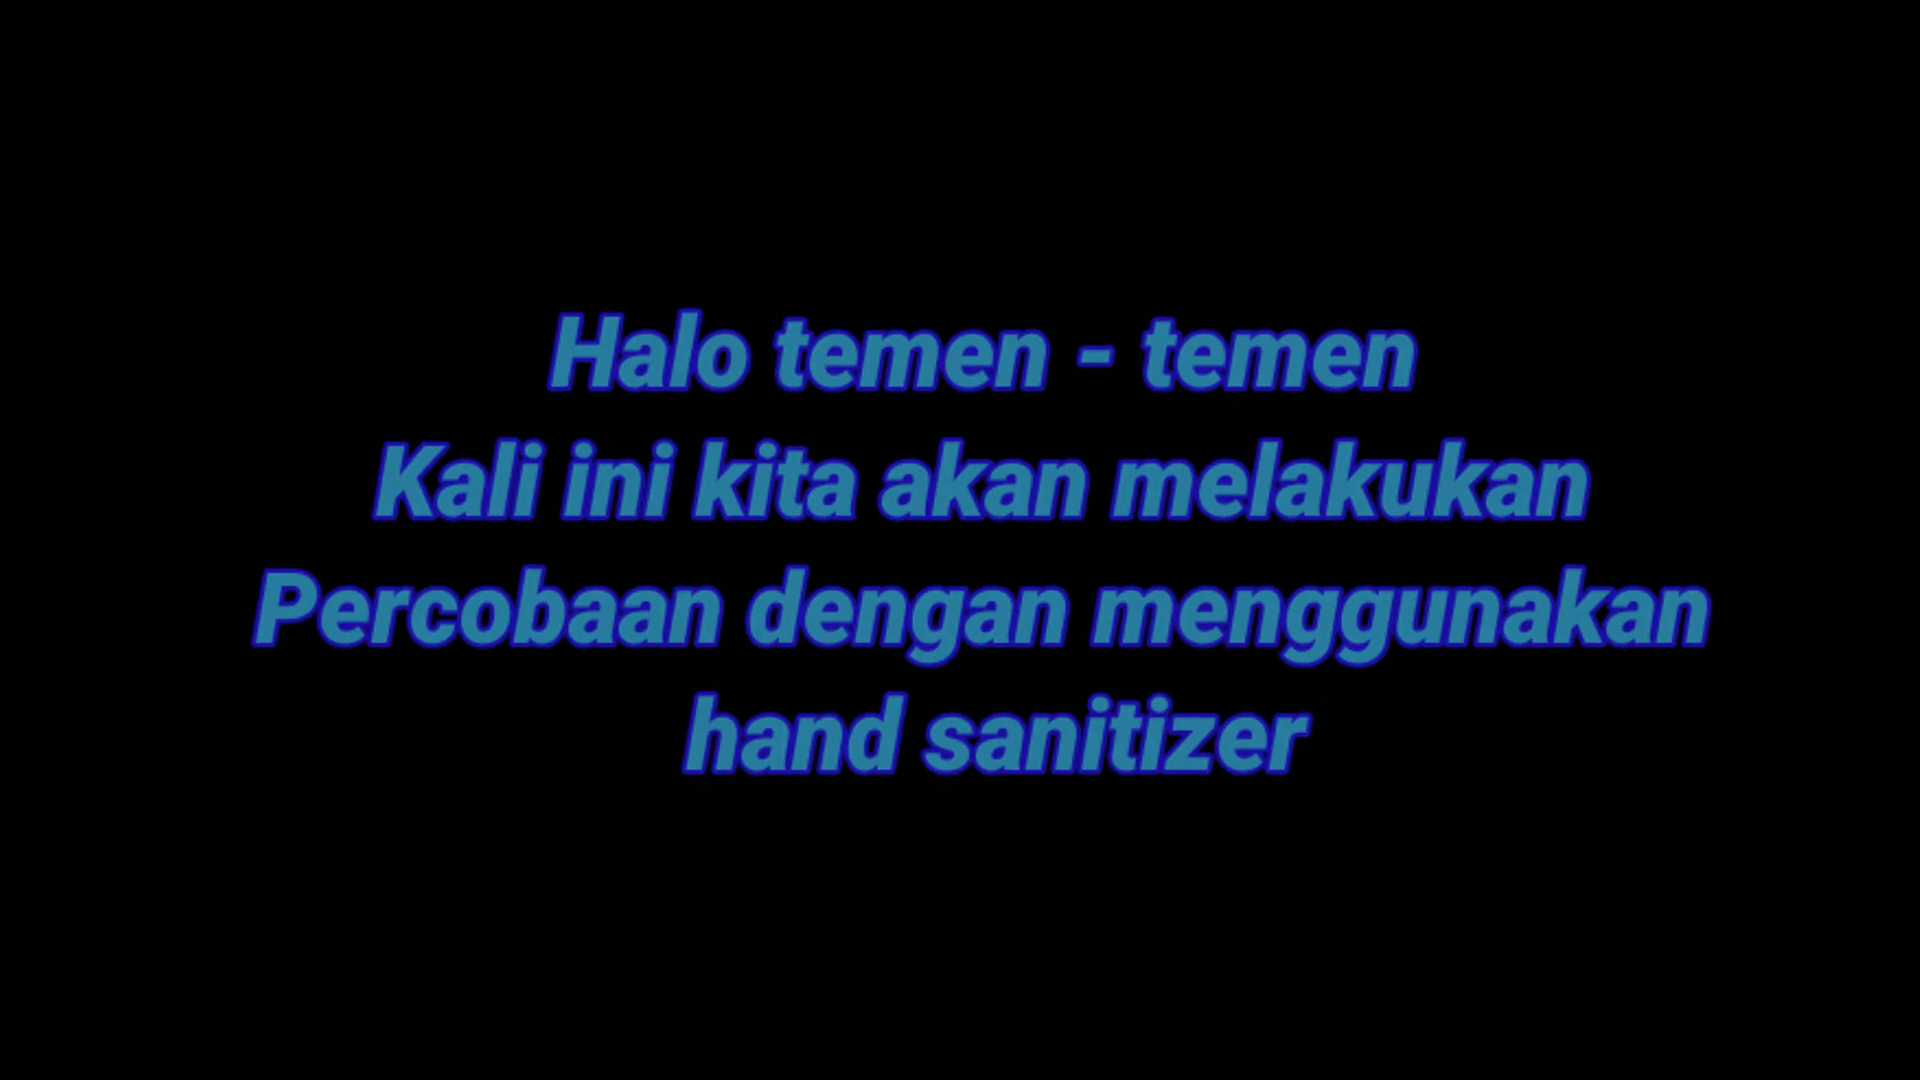 Halo temen - temen
Kali ini kita akan melakukan
Percobaan dengan menggunakan
hand sanitizer